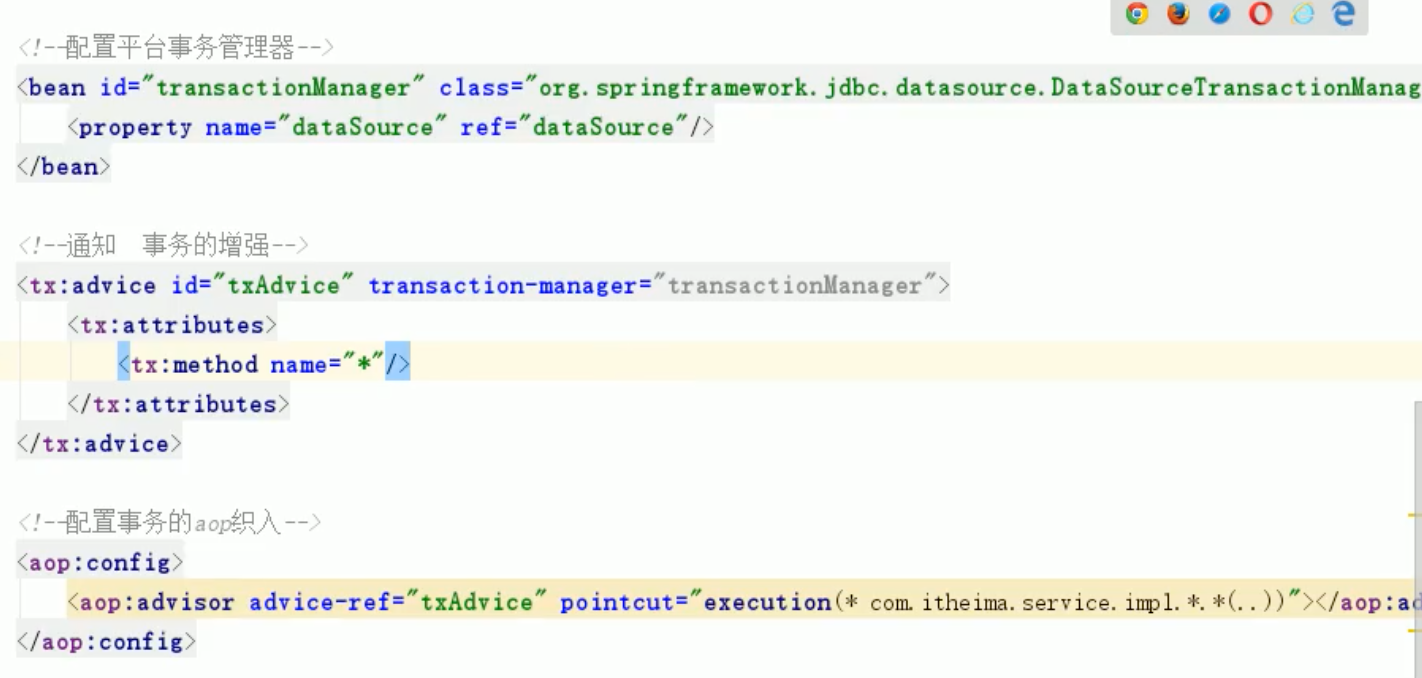 <!--配置平台事务管理器-->
<bean id="transactionManager" class="org.springframework.jdbc.datasource.DataSourceTransactionManag
<property name="dataSource" ref="dataSource"/>
</bean>
<!--通知 事务的增强-->
<tx:advice id="txAdvice" transaction-manager="transactionManager">
<tx:attributes>
<tx:method name="*"/>
</tx:attributes>
</tx:advice>
<!--配置事务的aop织入-->
<aop:config>
<aop:advisor advice-ref="txAdvice" pointcut="execution(* com.itheima.service.impl.*.*(..))"></aop:ad
</aop:config>